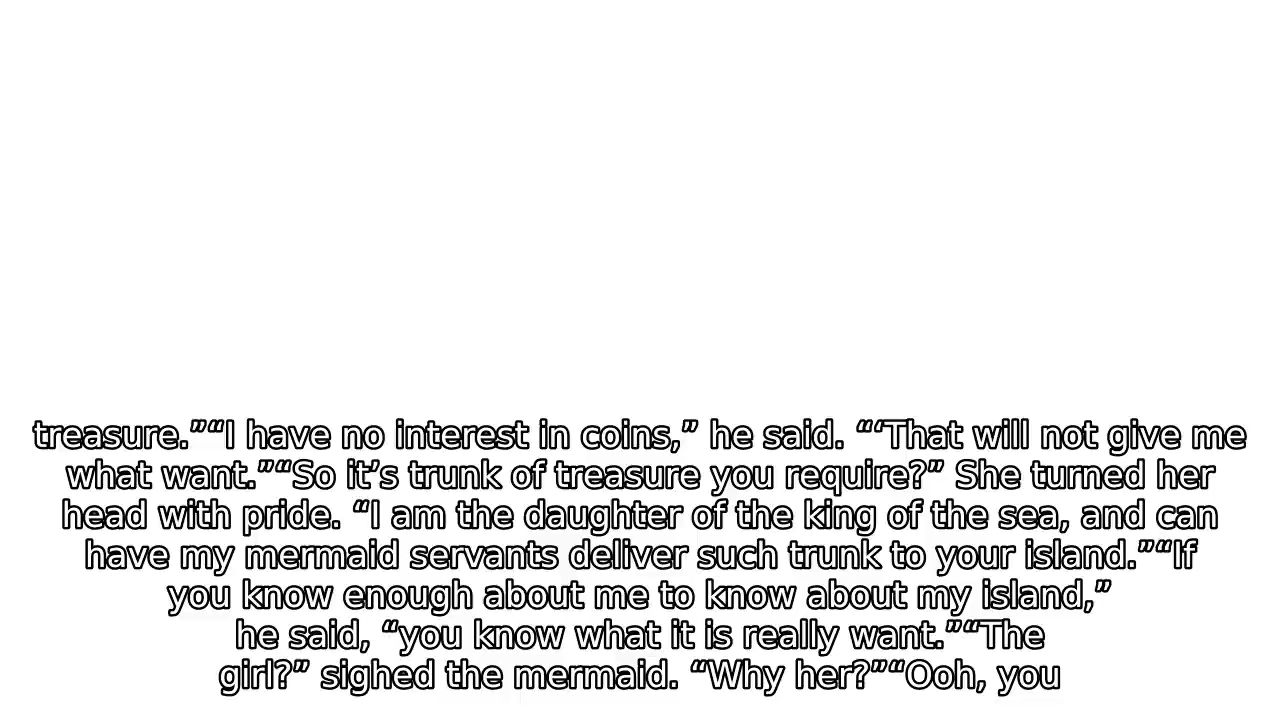 treasure.”“I have no interest in coins,” he said. “‘That will not give me
what want.”“So it’s trunk of treasure you require?” She turned her
head with pride. “I am the daughter of the king of the sea, and can
have my mermaid servants deliver such trunk to your island.”“If
you know enough about me to know about my island,”
he said, “you know what it is really want.”“The
girl?” sighed the mermaid. “Why her?”“Ooh, you